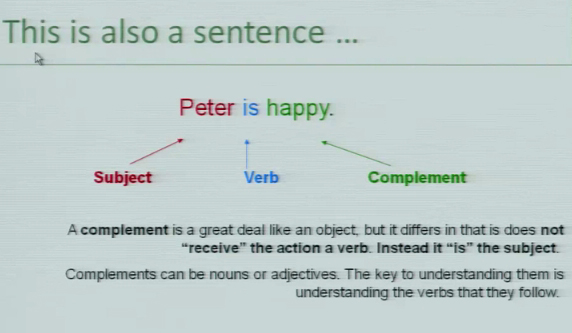 This is also a sentence ...
Peter is happy.
Subject Verb Complement
A complement is a great deal like an object, but it differs in that is does not
“receive” the action a verb. Instead it “is” the subject.
Complements can be nouns or adjectives. The key to understanding them is
understanding the verbs that they follow.